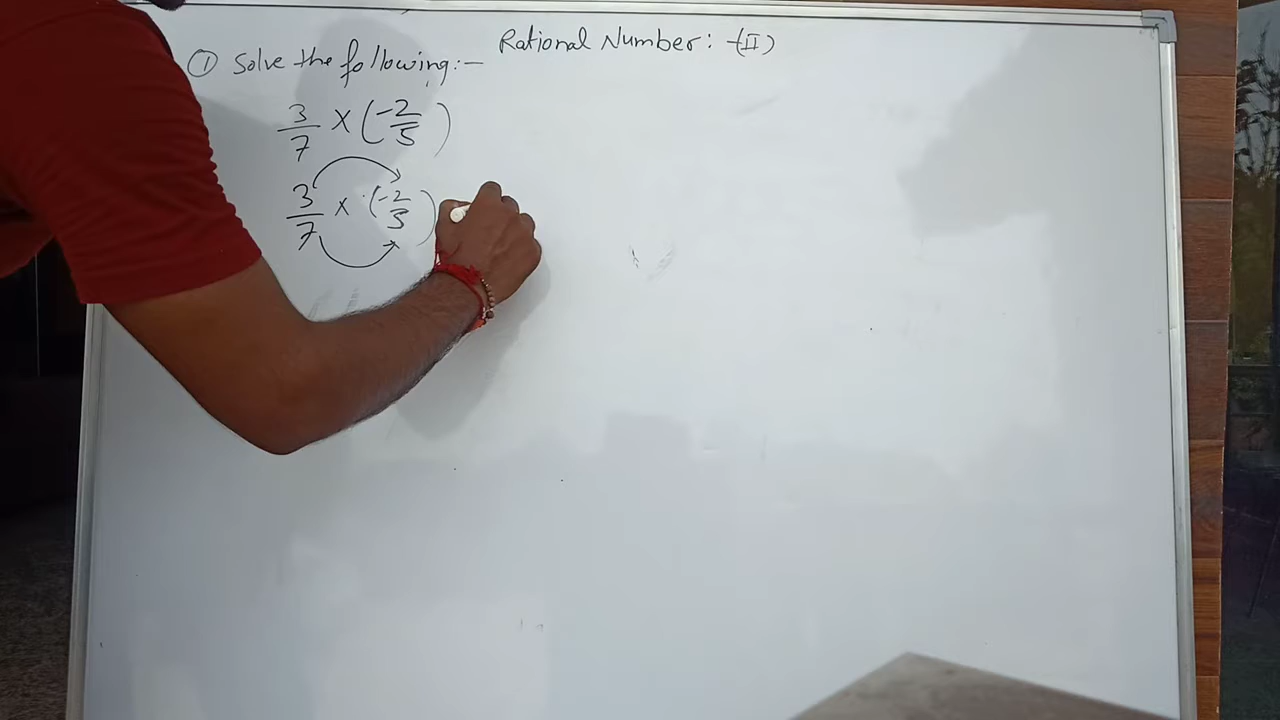 Rational Number: -(II)
① Solve the following:-
3/7 × (-2/5)
3/7 × (-2/5)